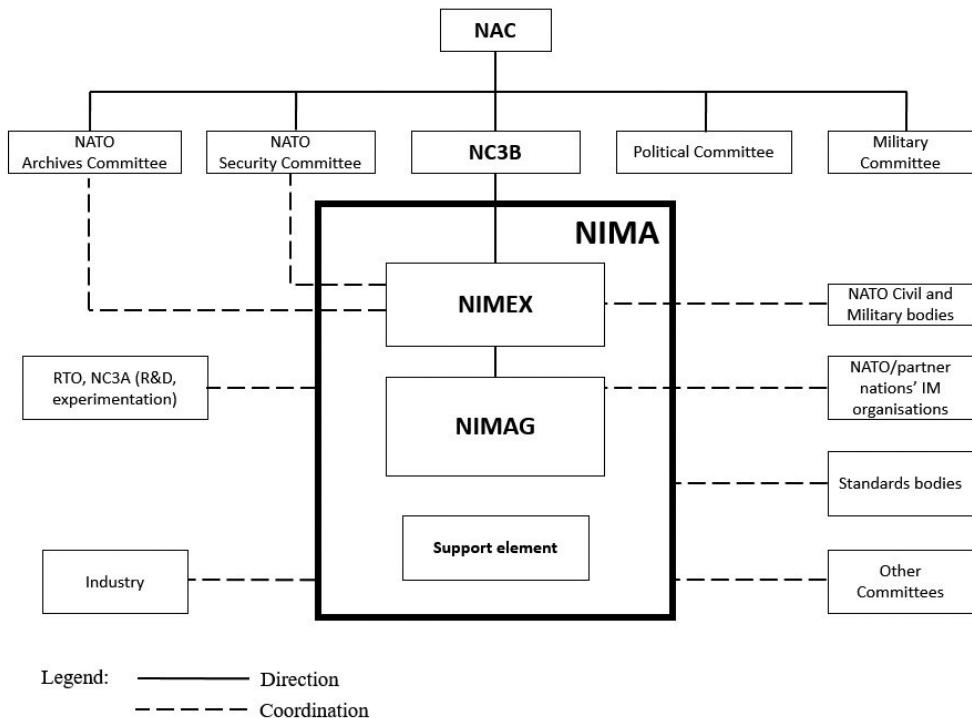 NAC
NATO
Archives Committee
NATO
Security Committee
NC3B
Political Committee
Military
Committee
NIMA
NIMEX
NATO Civil and
Military bodies
RTO, NC3A (R&D,
experimentation)
NIMAG
NATO/partner
nations’ IM
organisations
Standards bodies
Support element
Industry
Other
Committees
Legend:
Direction
Coordination